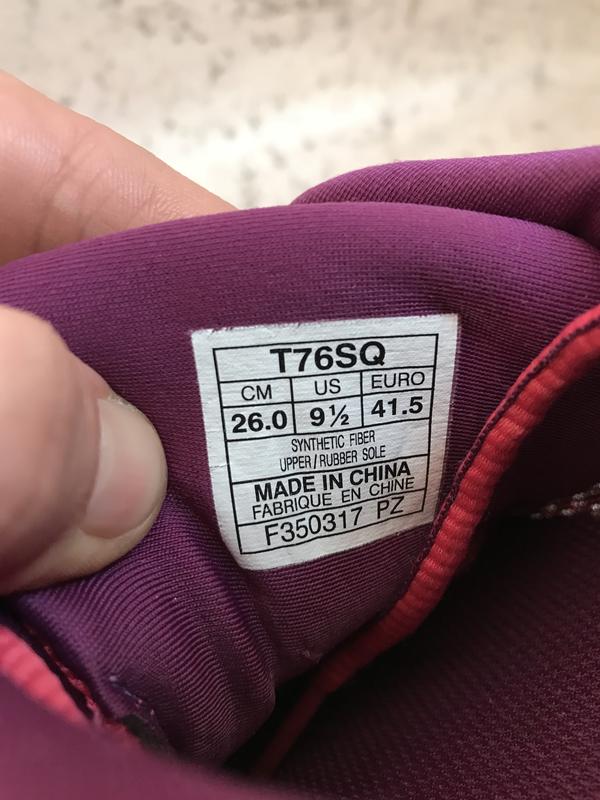 T76SQ
CM US EURO
26.0 9½ 41.5
SYNTHETIC FIBER
UPPER/RUBBER SOLE
MADE IN CHINA
FABRIQUE EN CHINE
F350317 PZ